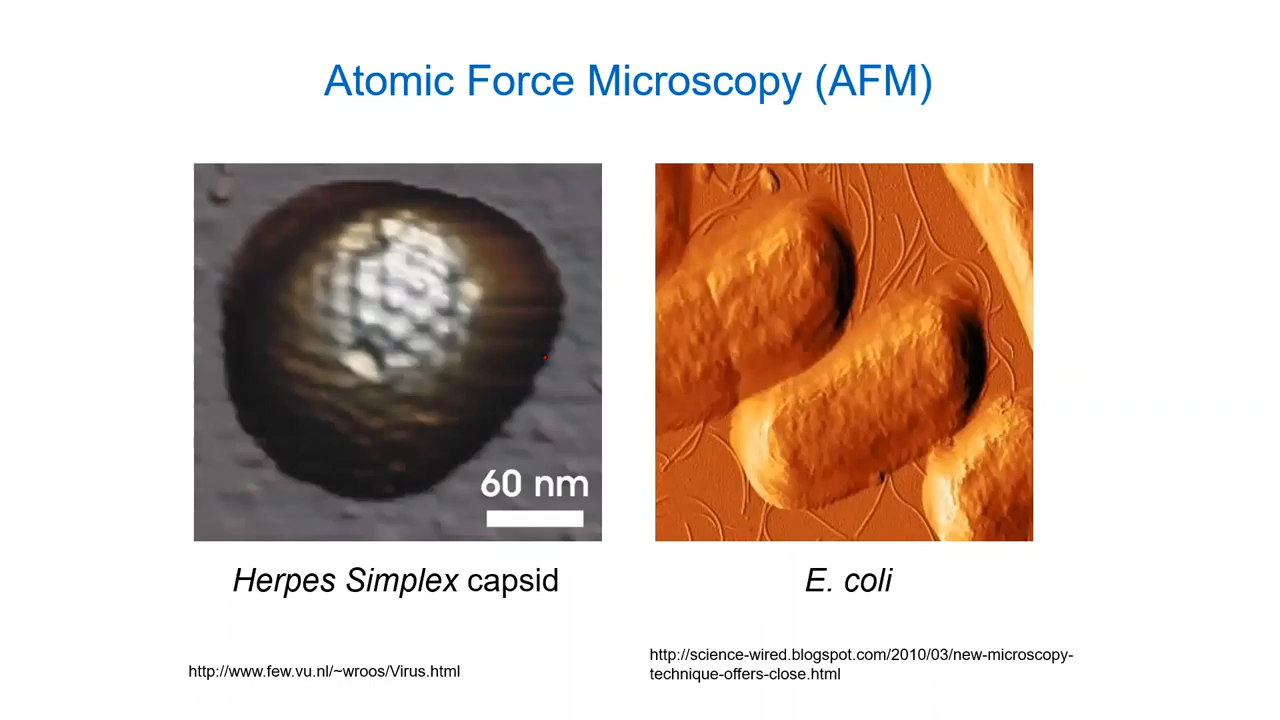 Atomic Force Microscopy (AFM)
60 nm
Herpes Simplex capsid
E. coli
http://www.few.vu.nl/~wroos/Virus.html
http://science-wired.blogspot.com/2010/03/new-microscopy-
technique-offers-close.html